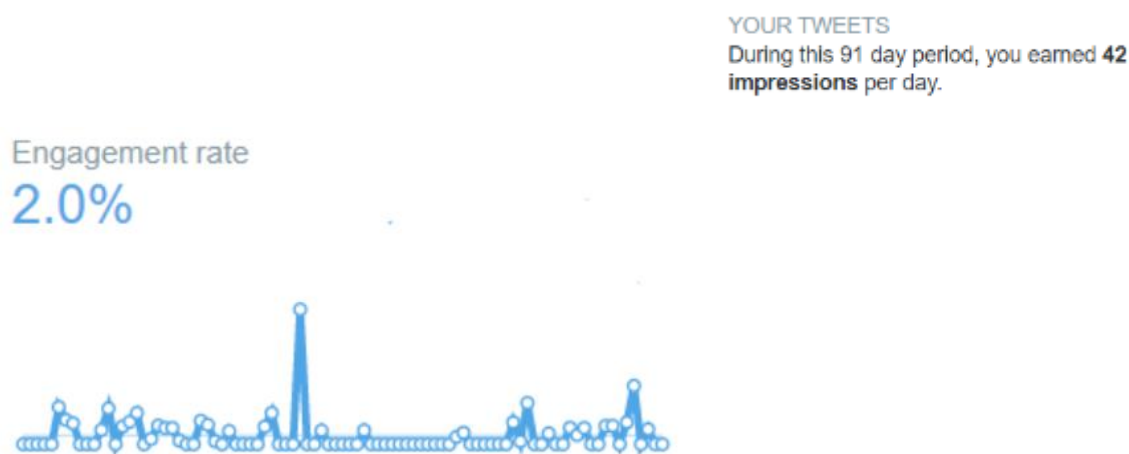 YOUR TWEETS
During this 91 day period, you earned 42
impressions per day.
Engagement rate
2.0%